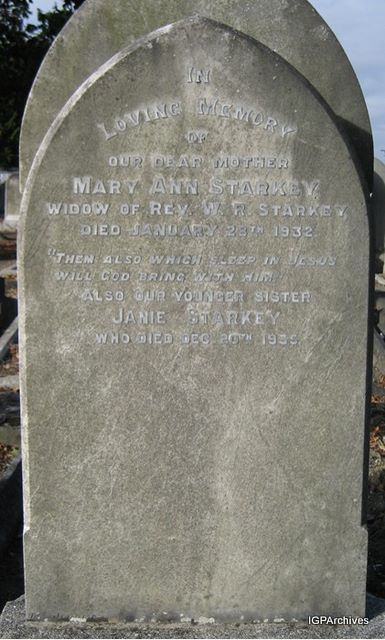 IN
LOVING MEMORY
OF
OUR DEAR MOTHER
MARY ANN STARKEY
WIDOW OF REV. W. R. STARKEY
DIED JANUARY 28TH 1932.
"THEM ALSO WHICH SLEEP IN JESUS
WILL GOD BRING WITH HIM."
ALSO OUR YOUNGER SISTER
JANIE STARKEY
WHO DIED DEC. 20TH
IGPArchives